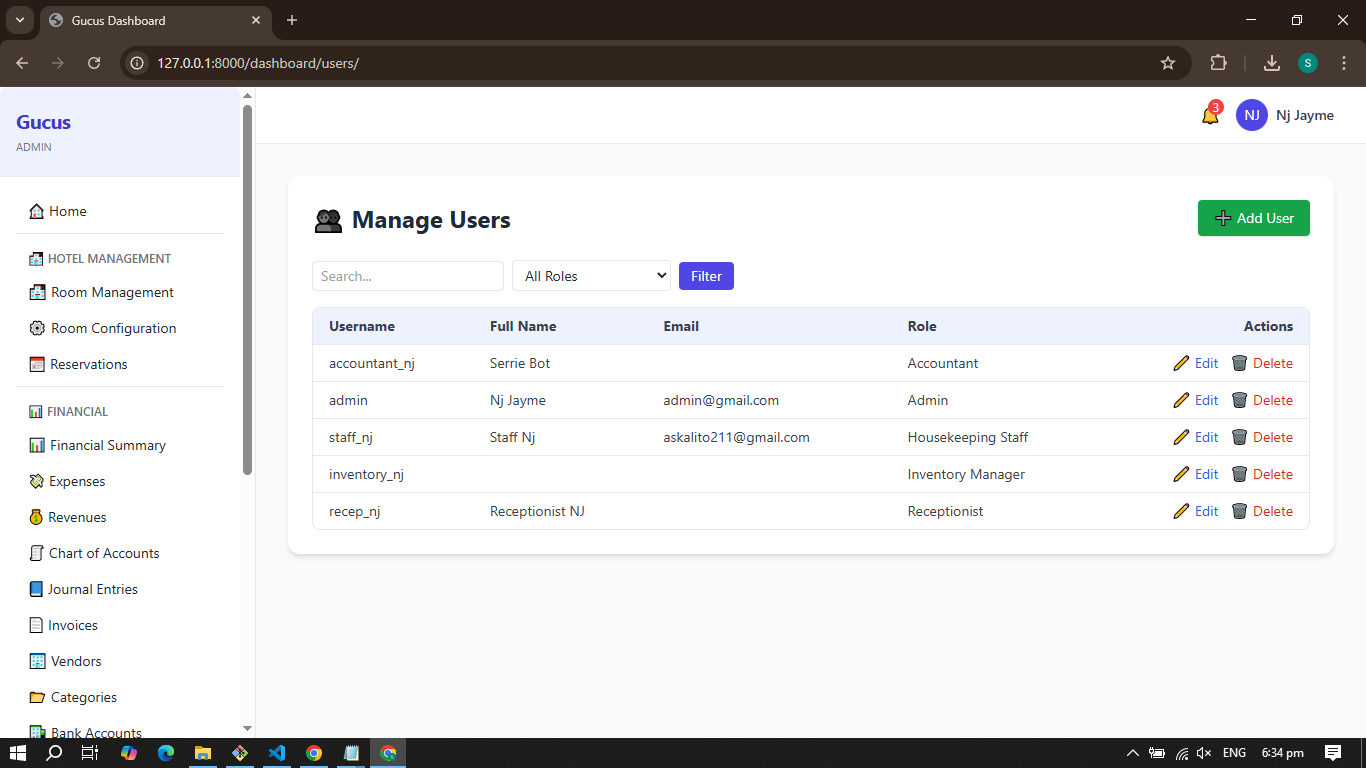 Gucus Dashboard
127.0.0.1:8000/dashboard/users/
S
Gucus
ADMIN
3
NJ
Nj Jayme
Home
HOTEL MANAGEMENT
Room Management
Room Configuration
Reservations
FINANCIAL
Financial Summary
Expenses
Revenues
Chart of Accounts
Journal Entries
Invoices
Vendors
Categories
Bank Accounts
Manage Users
Add User
Search...
All Roles
Filter
Username Full Name Email Role Actions
accountant_nj Serrie Bot Accountant Edit Delete
admin Nj Jayme admin@gmail.com Admin Edit Delete
staff_nj Staff Nj askalito211@gmail.com Housekeeping Staff Edit Delete
inventory_nj Inventory Manager Edit Delete
recep_nj Receptionist NJ Receptionist Edit Delete
ENG
6:34 pm